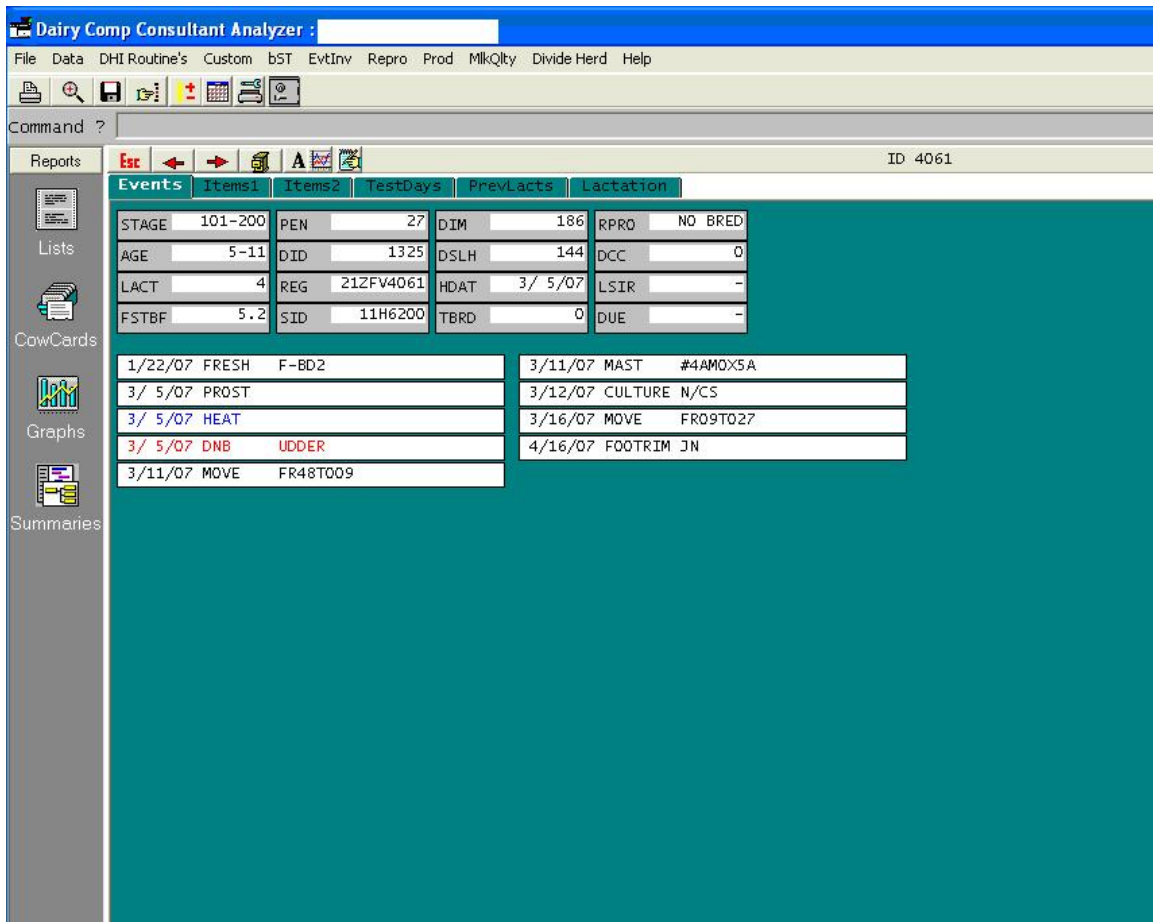 Dairy Comp Consultant Analyzer :
File Data DHI Routine's Custom bST EvtInv Repro Prod MlkQlty Divide Herd Help
Command ?
Reports Esc A ID 4061
Events Items1 Items2 TestDays PrevLacts Lactation
STAGE 101-200 PEN 27 DIM 186 RPRO NO BRED
AGE 5-11 DID 1325 DSLH 144 DCC 0
LACT 4 REG 21ZFV4061 HDAT 3/ 5/07 LSIR -
FSTBF 5.2 SID 11H6200 TBRD 0 DUE -
Lists
CowCards
Graphs
Summaries
1/22/07 FRESH F-BD2
3/ 5/07 PROST
3/ 5/07 HEAT
3/ 5/07 DNB UDDER
3/11/07 MOVE FR48TO09
3/11/07 MAST #4AMOX5A
3/12/07 CULTURE N/CS
3/16/07 MOVE FR09TO27
4/16/07 FOOTRIM JN